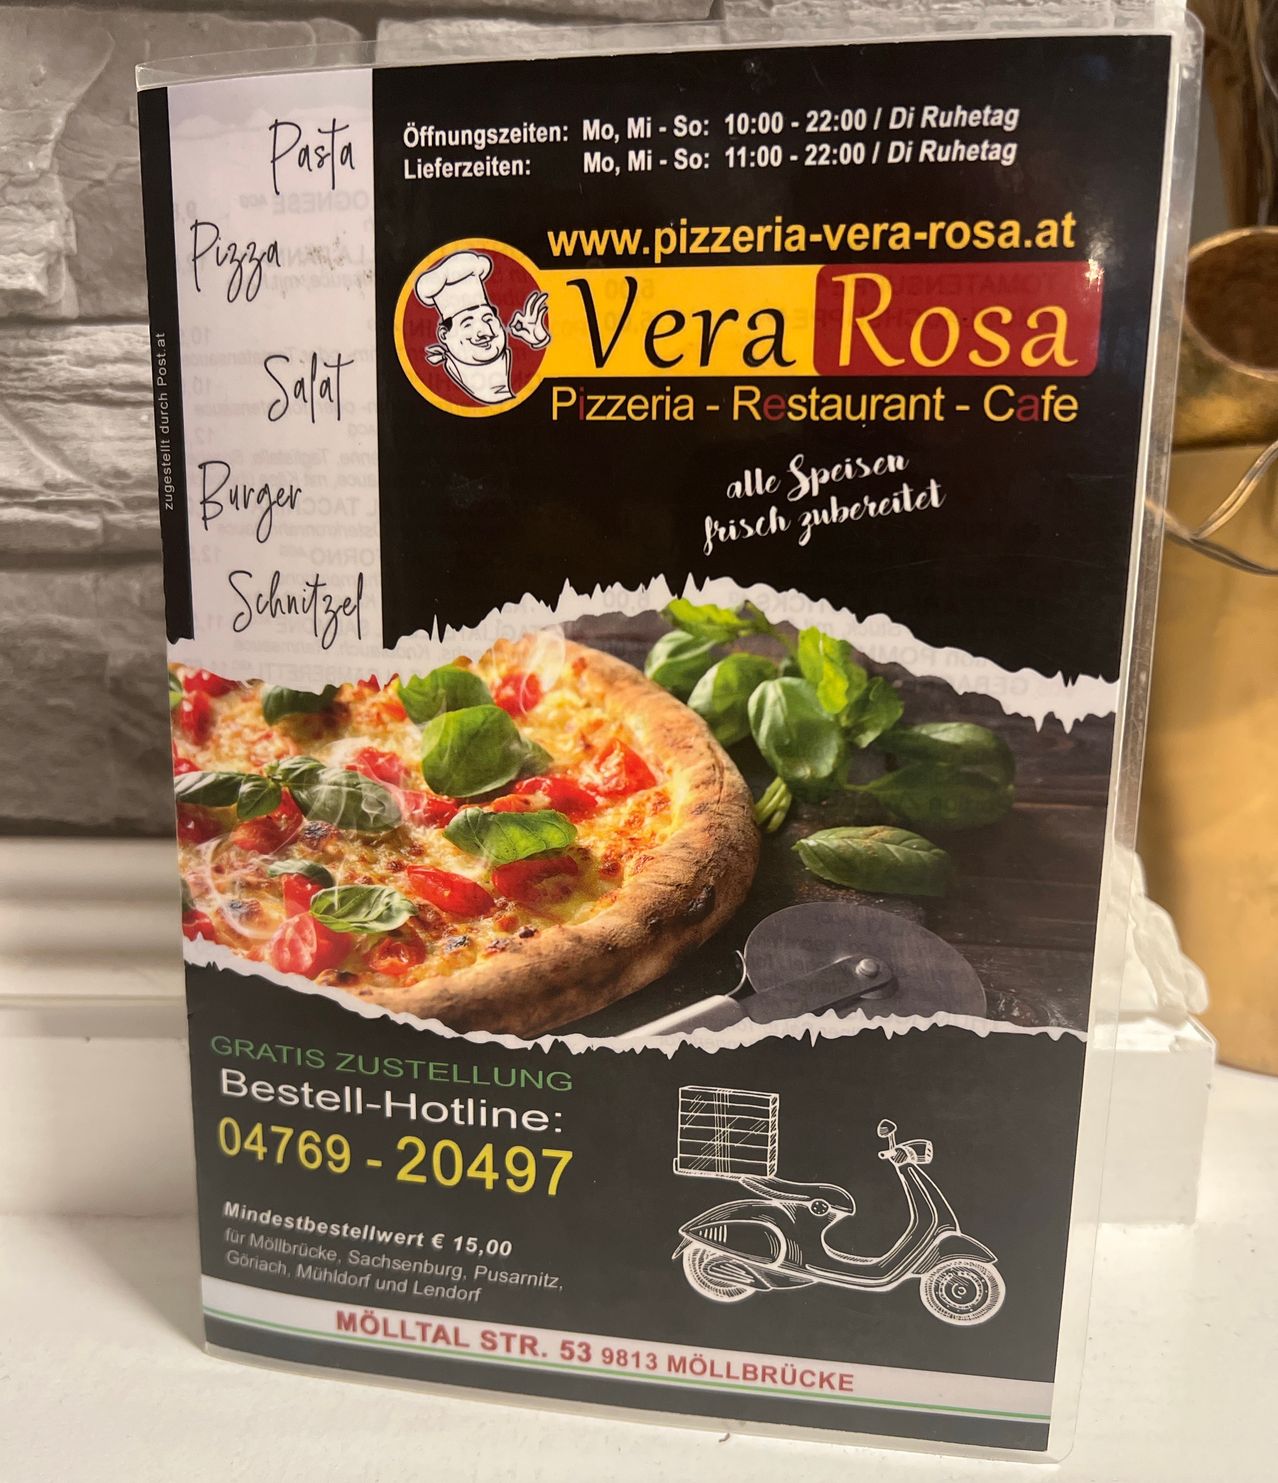 Pasta
Pizza
Salat
Burger
Schnitzel
zugestellt durch Post.at
Öffnungszeiten: Mo, Mi - So: 10:00 - 22:00 / Di Ruhetag
Lieferzeiten: Mo, Mi - So: 11:00 - 22:00 / Di Ruhetag
www.pizzeria-vera-rosa.at
Vera Rosa
Pizzeria - Restaurant - Cafe
alle Speisen
frisch zubereitet
GRATIS ZUSTELLUNG
Bestell-Hotline:
04769 - 20497
Mindestbestellwert € 15,00
für Möllbrücke, Sachsenburg, Pusarnitz,
Göriach, Mühldorf und Lendorf
MÖLLTAL STR. 53 9813 MÖLLBRÜCKE